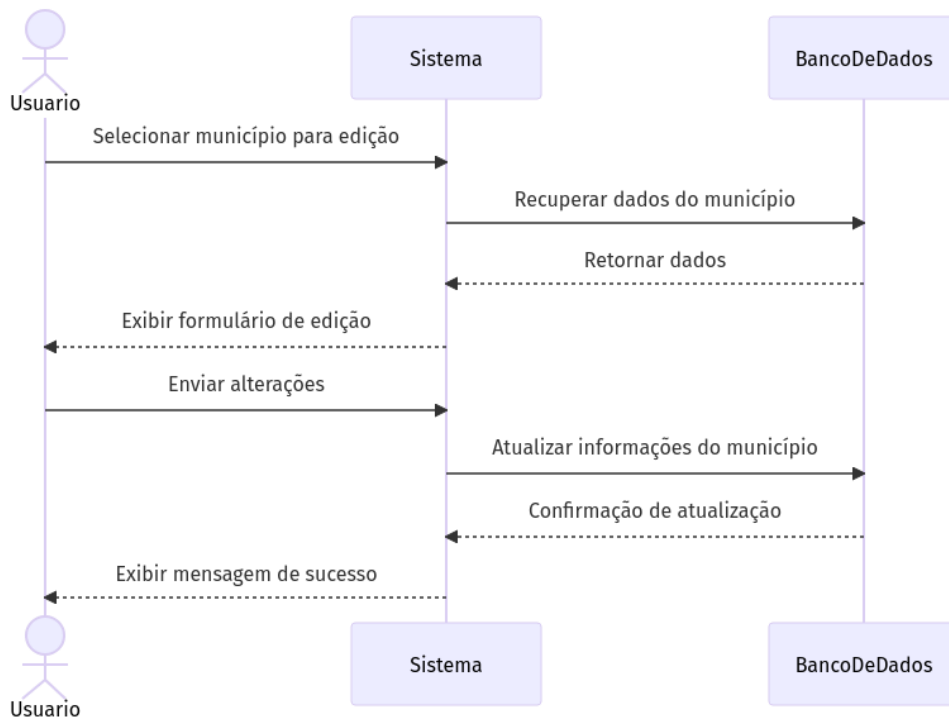 Usuario
Sistema
BancoDeDados
Selecionar município para edição
Recuperar dados do município
Retornar dados
Exibir formulário de edição
Enviar alterações
Atualizar informações do município
Confirmação de atualização
Exibir mensagem de sucesso
Usuario
Sistema
BancoDeDados